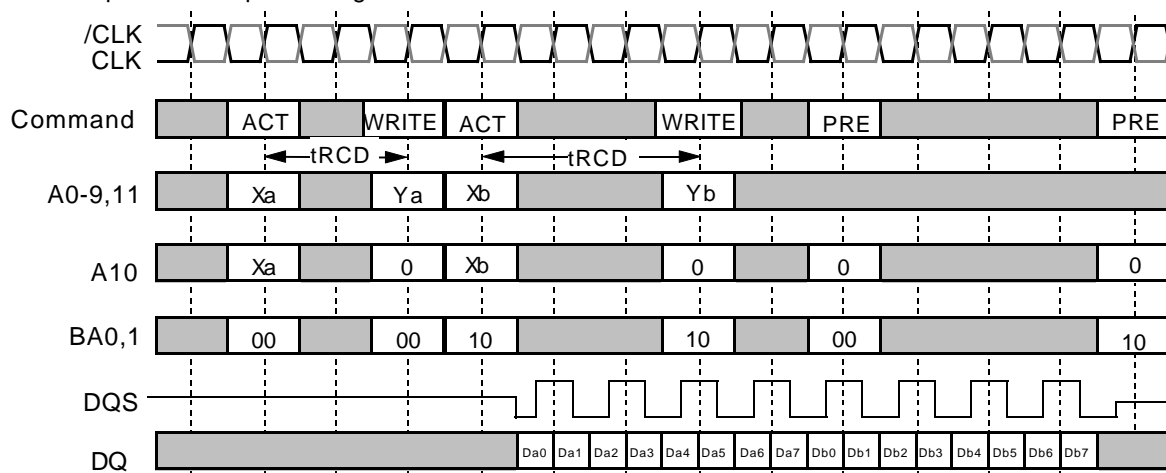 /CLK
CLK
Command ACT WRITE ACT WRITE PRE PRE
tRCD tRCD
A0-9,11 Xa Ya Xb Yb
A10 Xa 0 Xb 0 0 0
BA0,1 00 00 10 10 00 10
DQS
DQ Da0 Da1 Da2 Da3 Da4 Da5 Da6 Da7 Db0 Db1 Db2 Db3 Db4 Db5 Db6 Db7